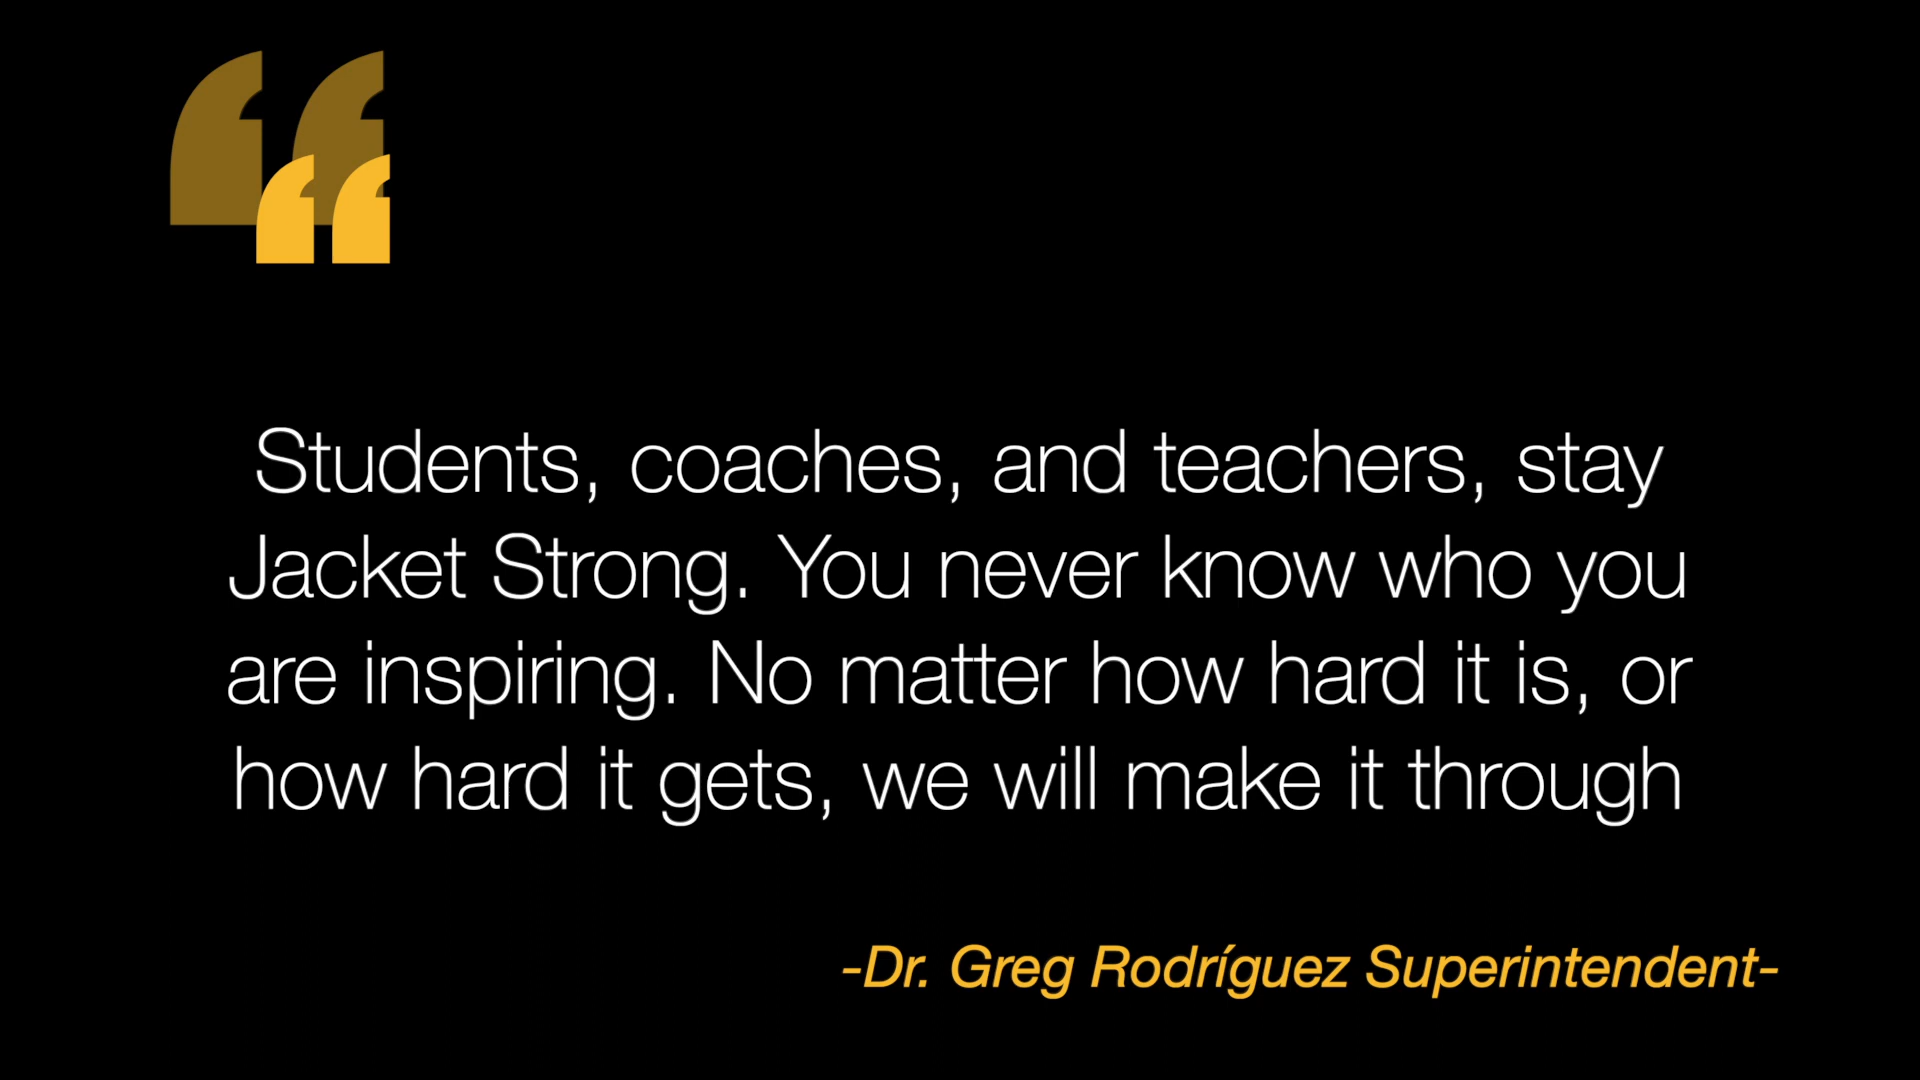 Students, coaches, and teachers, stay
Jacket Strong. You never know who you
are inspiring. No matter how hard it is, or
how hard it gets, we will make it through
-Dr. Greg Rodríguez Superintendent-